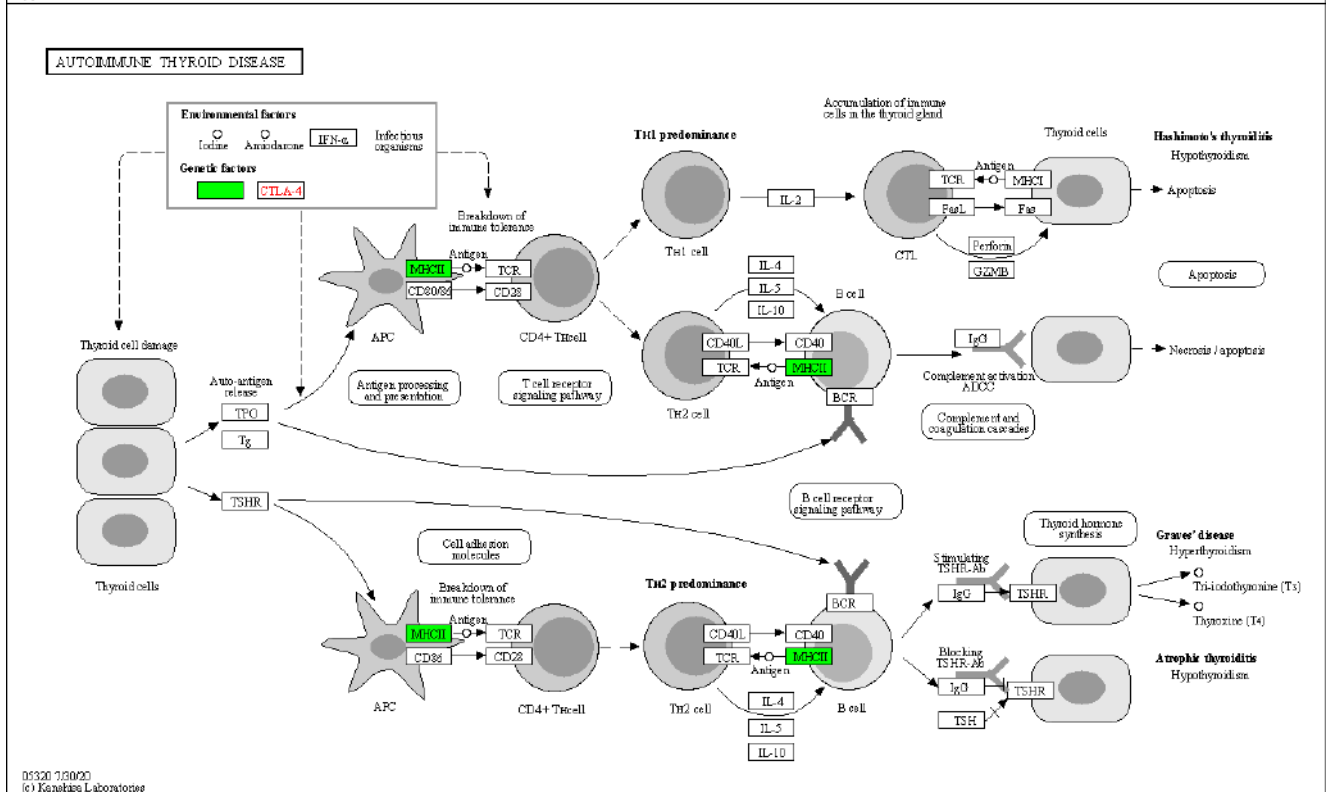 AUTOIMMUNE THYROID DISEASE
Environmental factors
Iodine
Amiodarone
IFN-α
Infectious
organisms
Genetic factors
CTLA-4
Accumulation of immune
cells in the thyroid gland
TH1 predominance
Thyroid cells
Hashimoto's thyroiditis
Hypothyroidism
Antigen
TCR
MHCI
FasL
Fas
Apoptosis
IL-2
TH1 cell
CTL
Perform
GZMB
Apoptosis
Breakdown of
immune tolerance
Antigen
MHCII
TCR
CD80/86
CD28
APC
CD4+ THcell
IL-4
IL-5
IL-10
B cell
CD40L
CD40
TCR
MHCII
Antigen
BCR
TH2 cell
IgG
Complement activation
ADCC
Necrosis / apoptosis
Thyroid cell damage
Auto-antigen
release
TPO
Tg
TSHR
Thyroid cells
Antigen processing
and presentation
T cell receptor
signaling pathway
Complement and
coagulation cascades
B cell receptor
signaling pathway
Cell adhesion
molecules
Thyroid hormone
synthesis
Breakdown of
immune tolerance
Antigen
MHCII
TCR
CD86
CD28
APC
CD4+ THcell
TH2 predominance
CD40L
CD40
TCR
MHCII
Antigen
BCR
TH2 cell
B cell
IL-4
IL-5
IL-10
Stimulating
TSHR-Ab
IgG
TSHR
Graves' disease
Hyperthyroidism
Tri-iodothyronine (T3)
Thyroxine (T4)
Blocking
TSHR-Ab
IgG
TSHR
TSH
Atrophic thyroiditis
Hypothyroidism
05320 7/30/20
(c) Kanehisa Laboratories